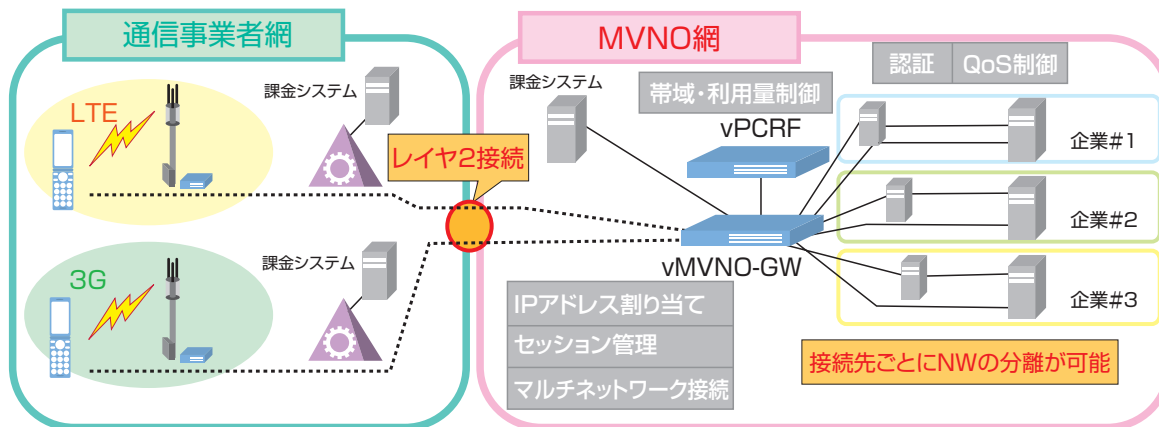 通信事業者網
LTE
課金システム
3G
課金システム
レイヤ2接続
MVNO網
課金システム
帯域・利用量制御
vPCRF
vMVNO-GW
IPアドレス割り当て
セッション管理
マルチネットワーク接続
認証
QoS制御
企業#1
企業#2
企業#3
接続先ごとにNWの分離が可能